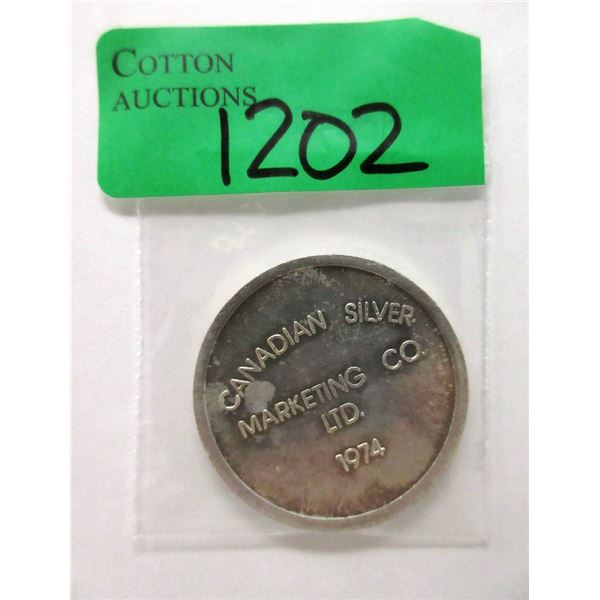 COTTON
AUCTIONS
1202
CANADIAN SILVER
MARKETING CO.
LTD.
1974